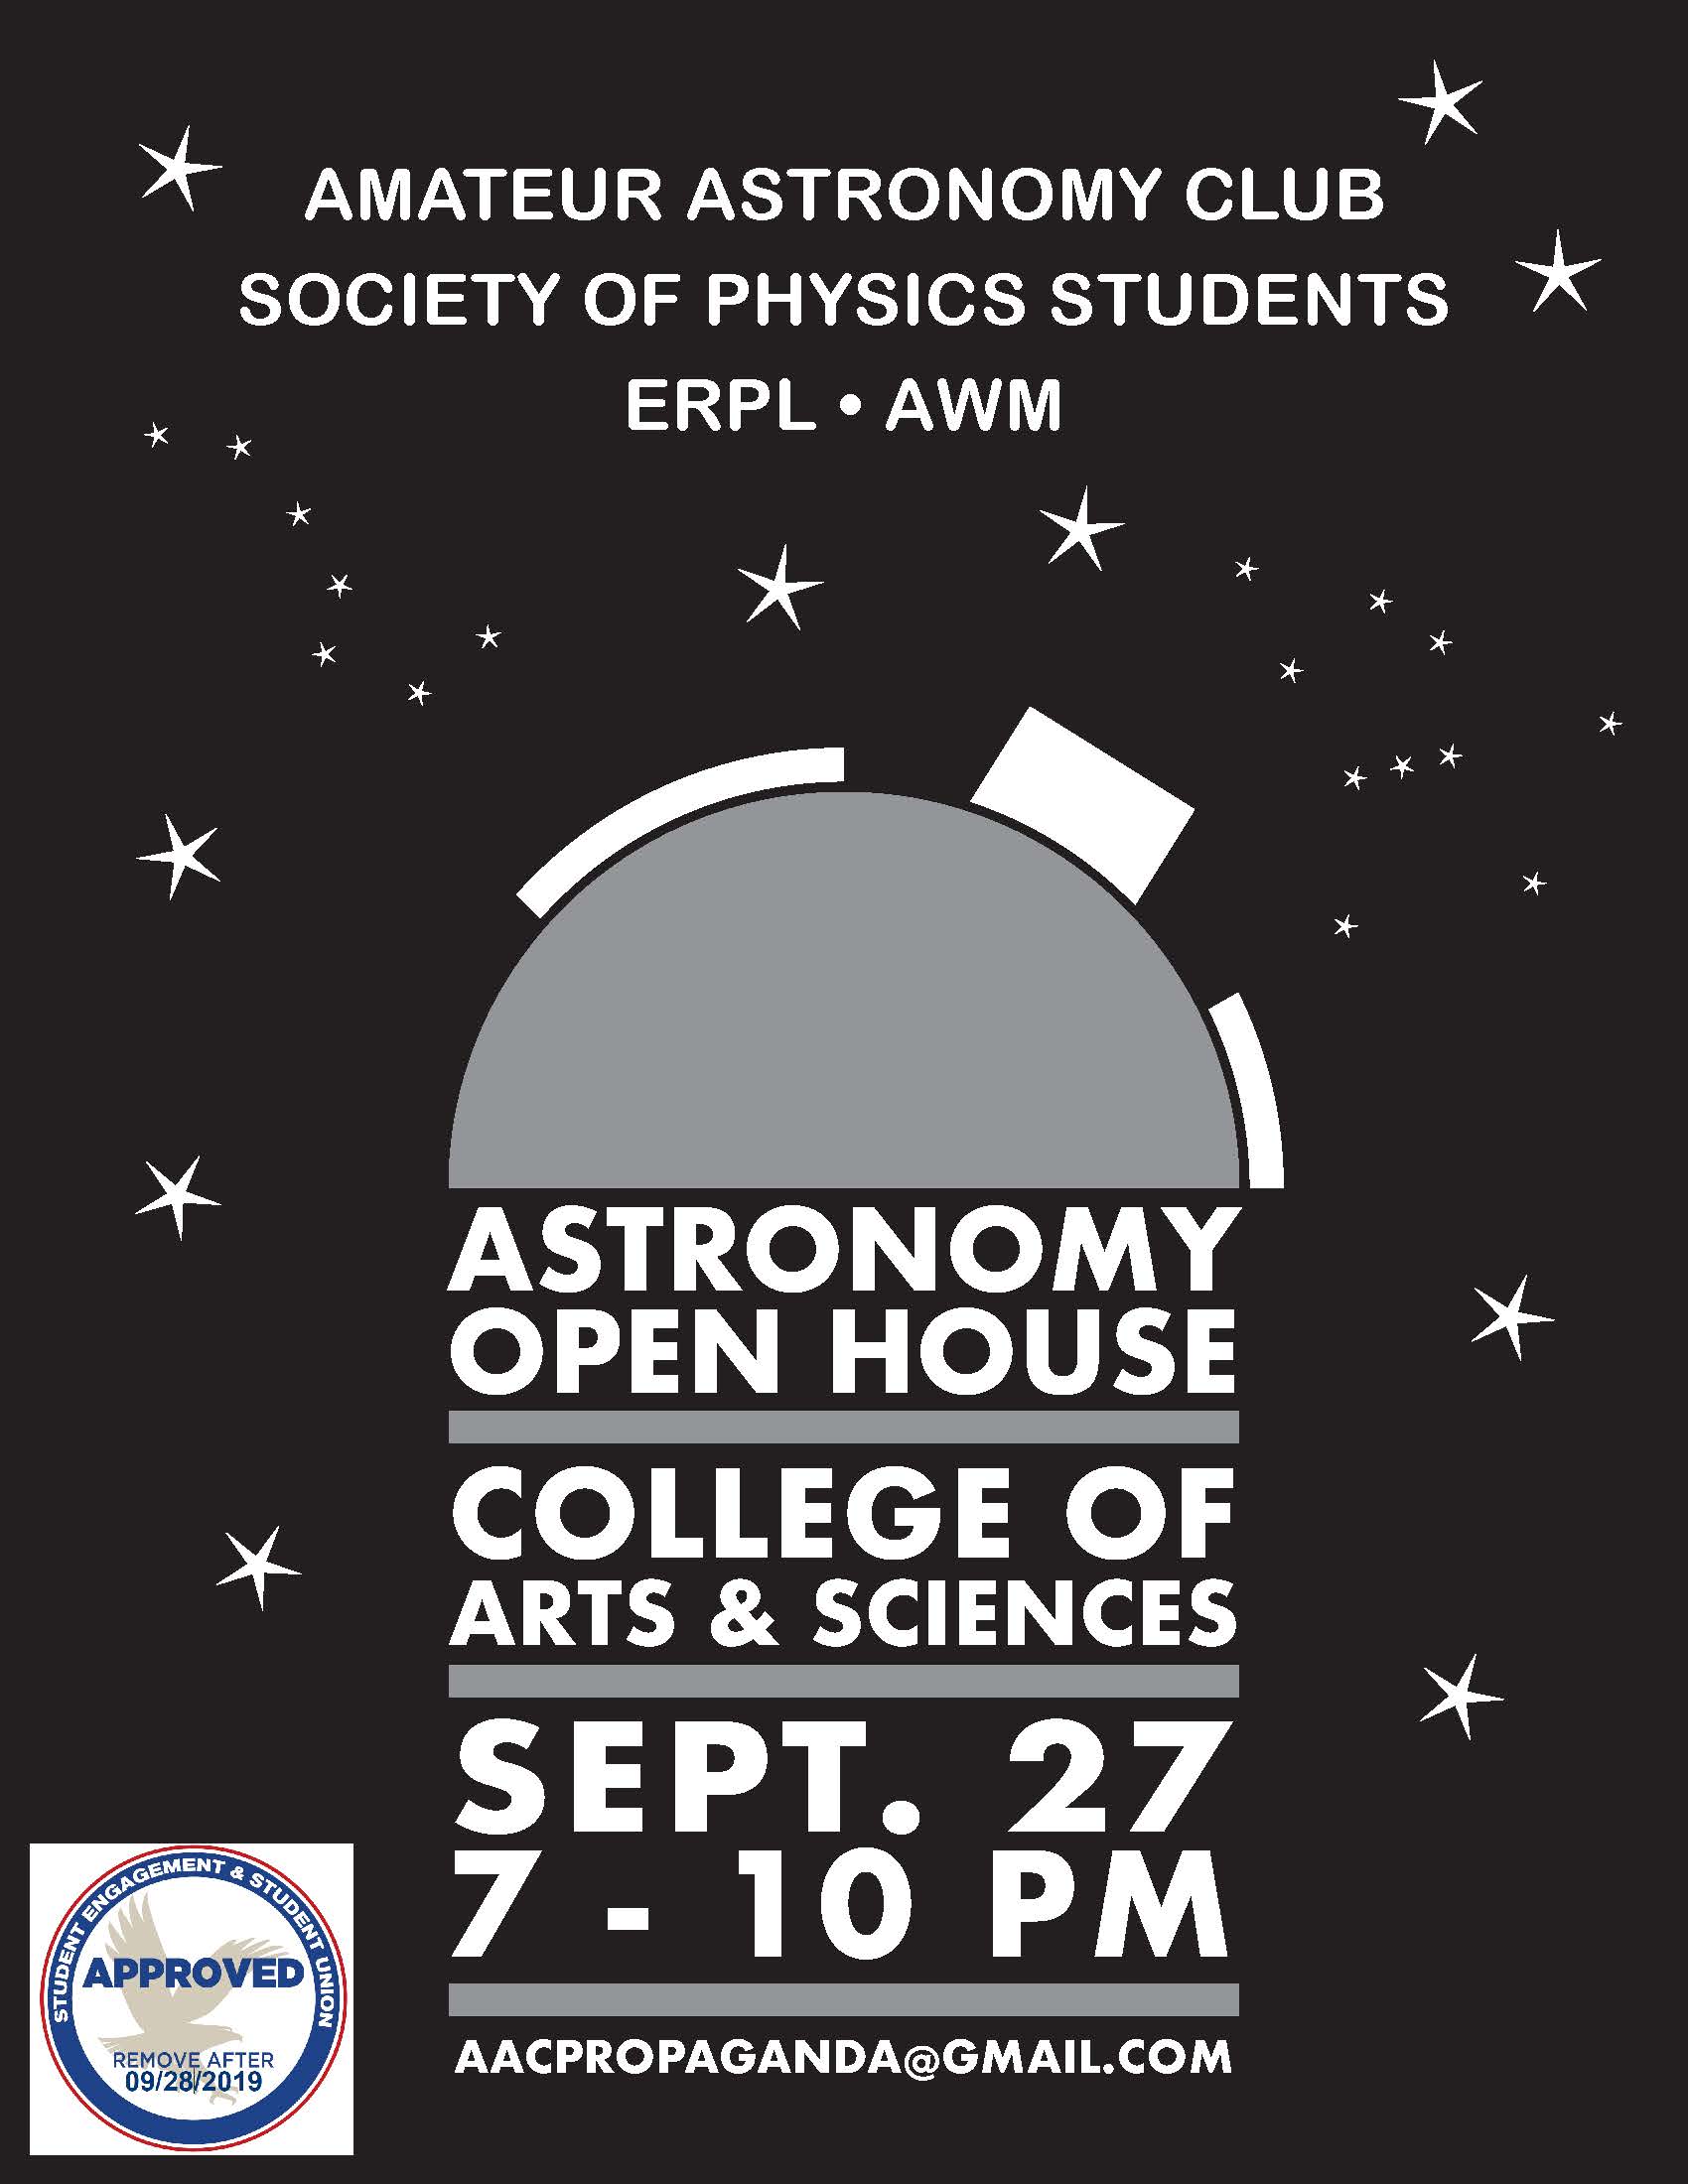 AMATEUR ASTRONOMY CLUB
SOCIETY OF PHYSICS STUDENTS
ERPL • AWM
ASTRONOMY
OPEN HOUSE
COLLEGE OF
ARTS & SCIENCES
SEPT. 27
7 - 10 PM
AACPROPAGANDA@GMAIL.COM
STUDENT ENGAGEMENT & STUDENT UNION
APPROVED
REMOVE AFTER
09/28/2019